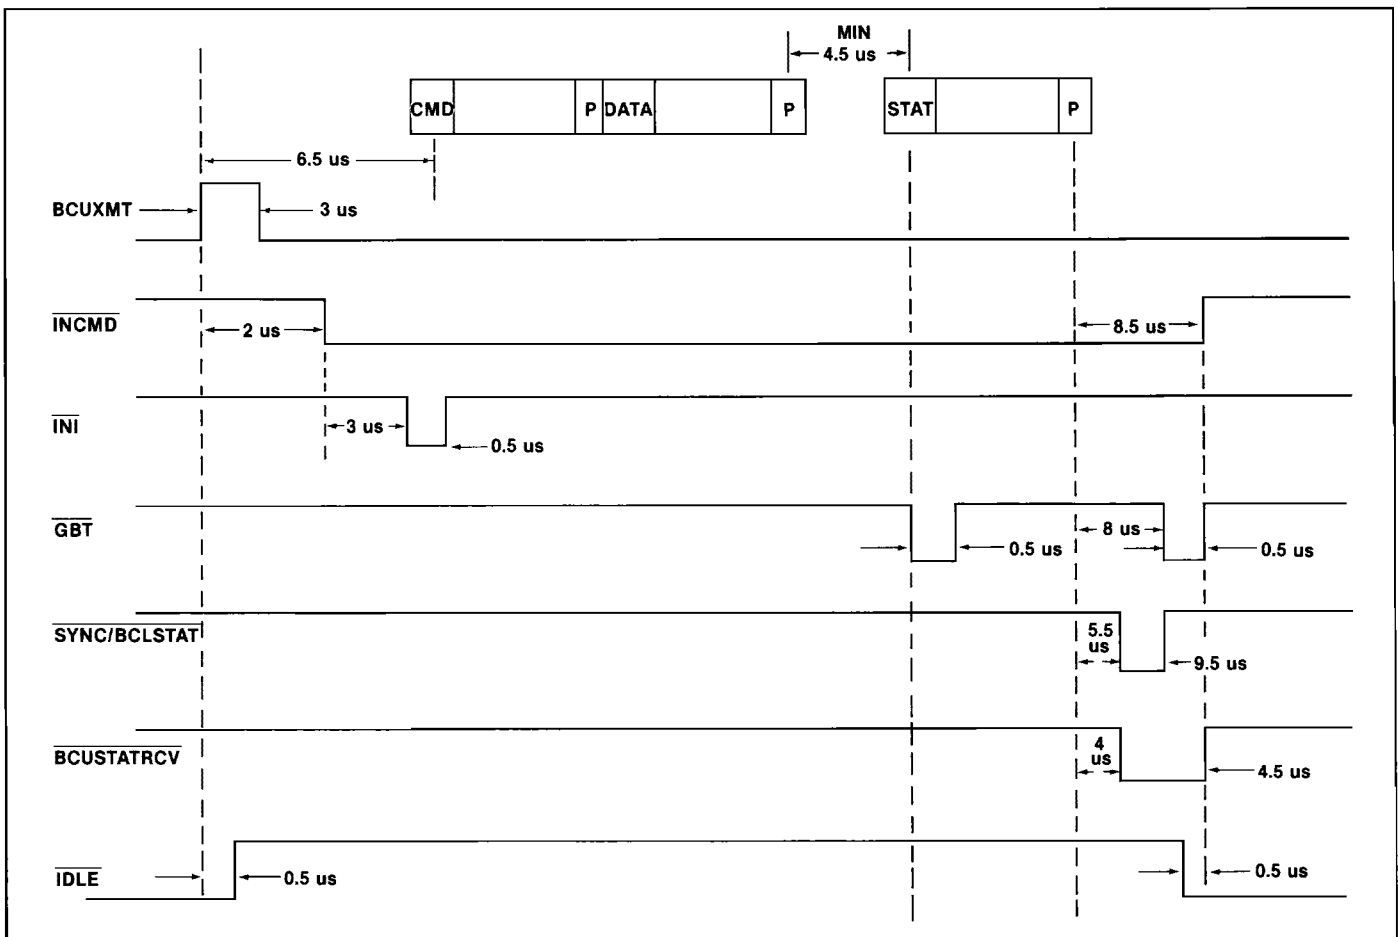 MIN
4.5 us
CMD P DATA P STAT P
6.5 us
BCUXMT 3 us
INCMD 2 us 8.5 us
INI 3 us 0.5 us
GBT 0.5 us 8 us 0.5 us
SYNC/BCLSTAT 5.5 us 9.5 us
BCUSTATRCV 4 us 4.5 us
IDLE 0.5 us 0.5 us